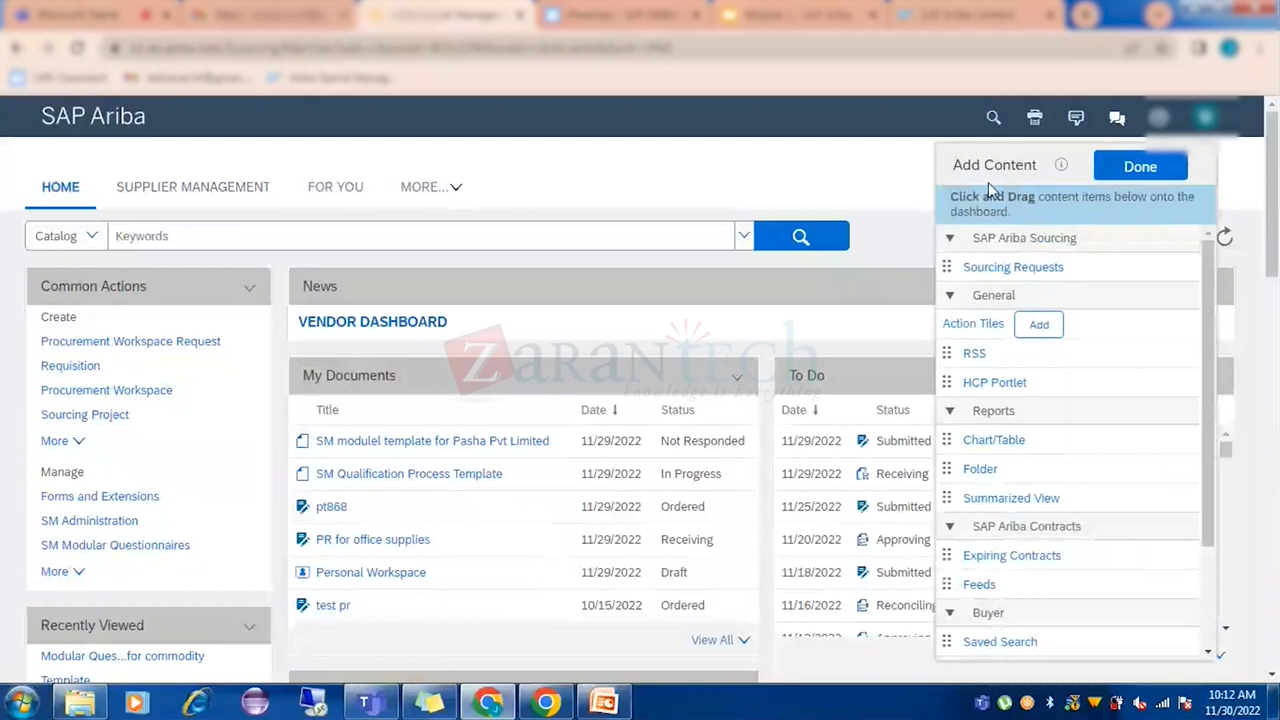 SAP Ariba
Add Content
Done
HOME
SUPPLIER MANAGEMENT
FOR YOU
MORE...
Click and Drag content items below onto the
dashboard.
Catalog
Keywords
SAP Ariba Sourcing
Sourcing Requests
General
Action Tiles
Add
RSS
HCP Portlet
Reports
Chart/Table
Folder
Summarized View
SAP Ariba Contracts
Expiring Contracts
Feeds
Buyer
Saved Search
Common Actions
Create
Procurement Workspace Request
Requisition
Procurement Workspace
Sourcing Project
More
Manage
Forms and Extensions
SM Administration
SM Modular Questionnaires
More
Recently Viewed
Modular Ques...for commodity
Template
News
VENDOR DASHBOARD
ZARANTech
knowledge is Everything
My Documents
Title Date Status
SM modulel template for Pasha Pvt Limited 11/29/2022 Not Responded
SM Qualification Process Template 11/29/2022 In Progress
pt868 11/29/2022 Ordered
PR for office supplies 11/29/2022 Receiving
Personal Workspace 11/29/2022 Draft
test pr 10/15/2022 Ordered
View All
To Do
Date Status
11/29/2022 Submitted
11/29/2022 Receiving
11/25/2022 Submitted
11/20/2022 Approving
11/18/2022 Submitted
11/16/2022 Reconciling
10:12 AM
11/30/2022